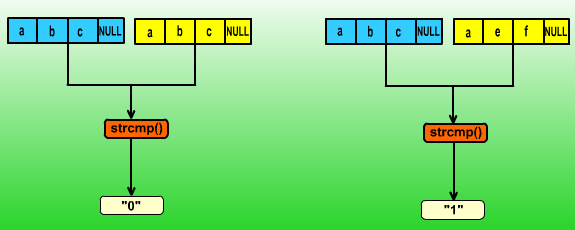 a b c NULL
a b c NULL
a b c NULL
a e f NULL
strcmp()
strcmp()
"0"
"1"